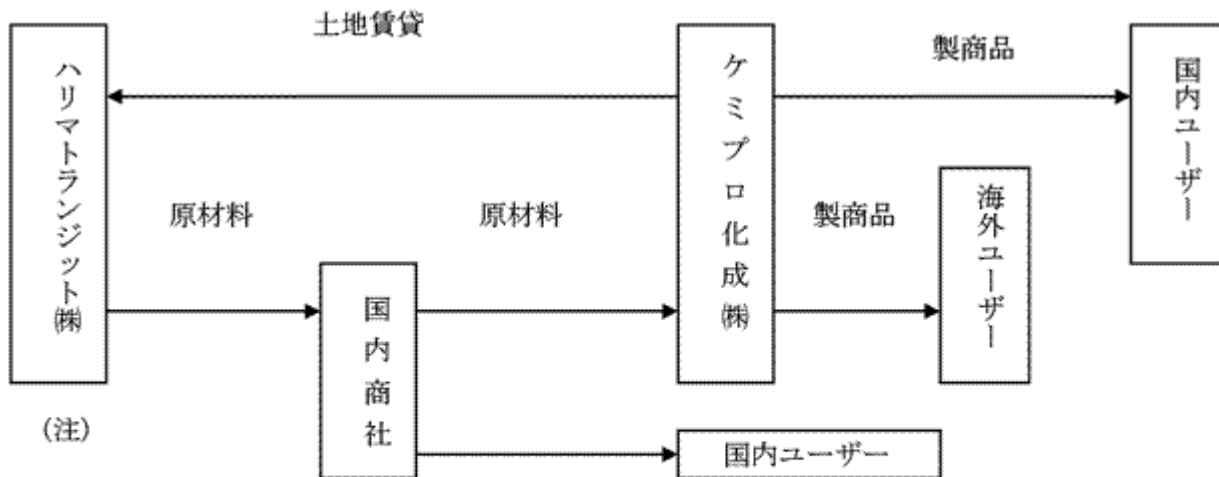 土地賃貸
製商品
ハリマトランジット㈱
ケミプロ化成㈱
国内ユーザー
原材料
原材料
製商品
海外ユーザー
国内商社
(注)
国内ユーザー